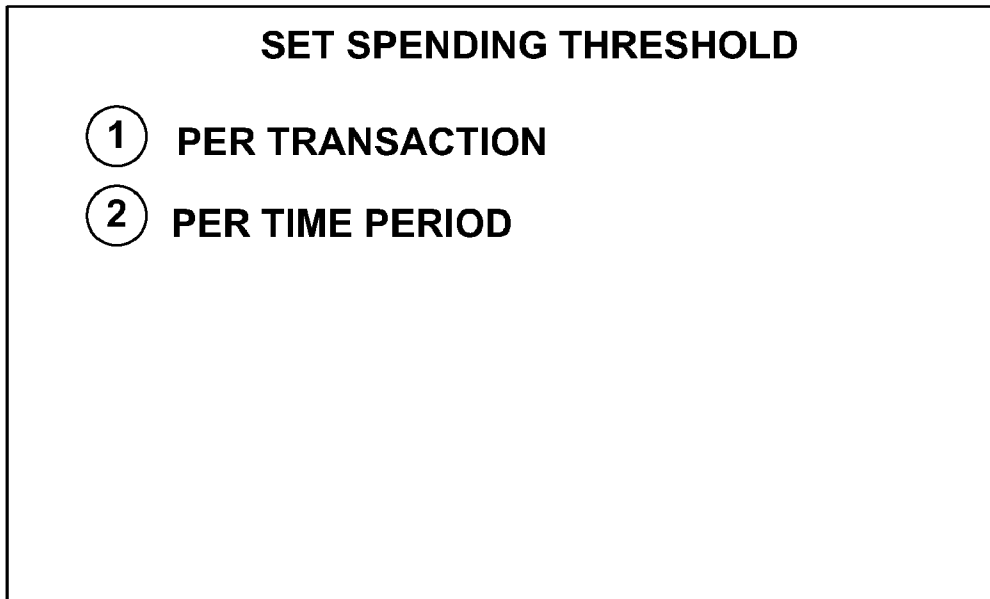 SET SPENDING THRESHOLD
1 PER TRANSACTION
2 PER TIME PERIOD